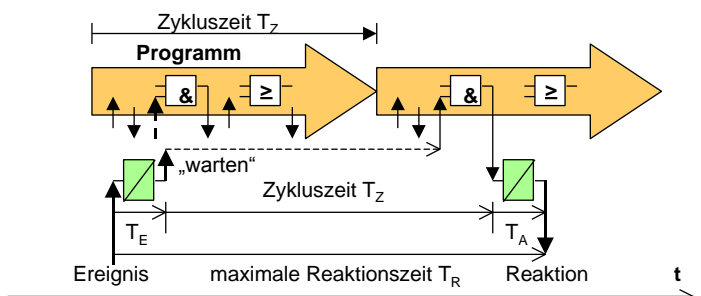 Zykluszeit T_Z
Programm
& ≥ & ≥
„warten“
Zykluszeit T_Z
T_E T_A
Ereignis maximale Reaktionszeit T_R Reaktion t